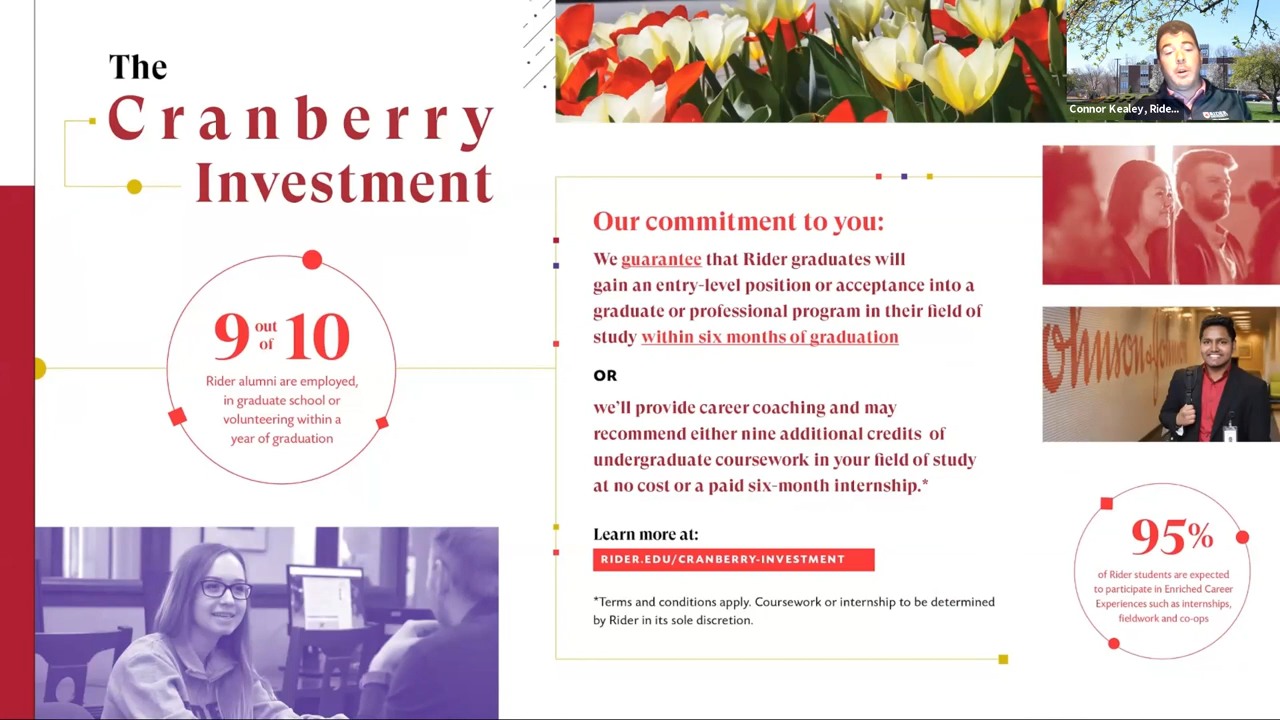 The
Cranberry
Investment
9 out of 10
Rider alumni are employed,
in graduate school or
volunteering within a
year of graduation
Our commitment to you:
We guarantee that Rider graduates will
gain an entry-level position or acceptance into a
graduate or professional program in their field of
study within six months of graduation
OR
we'll provide career coaching and may
recommend either nine additional credits of
undergraduate coursework in your field of study
at no cost or a paid six-month internship.*
Learn more at:
RIDER.EDU/CRANBERRY-INVESTMENT
*Terms and conditions apply. Coursework or internship to be determined
by Rider in its sole discretion.
Connor Kealey, Ride...
95%
of Rider students are expected
to participate in Enriched Career
Experiences such as internships,
fieldwork and co-ops